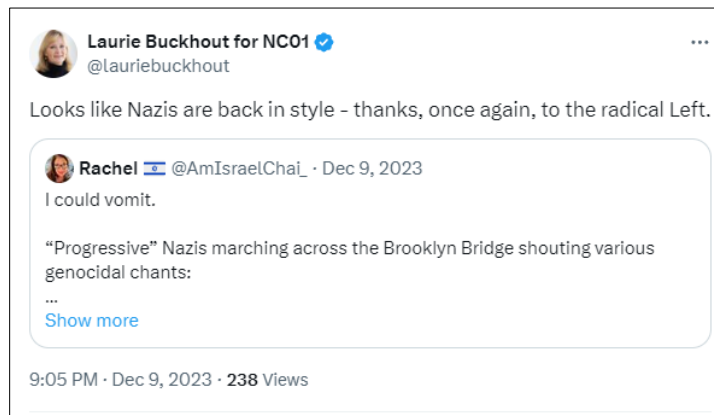 Laurie Buckhout for NC01
@lauriebuckhout
Looks like Nazis are back in style - thanks, once again, to the radical Left.
Rachel 🇮🇱 @AmIsraelChai_ · Dec 9, 2023
I could vomit.
“Progressive” Nazis marching across the Brooklyn Bridge shouting various
genocidal chants:
...
Show more
9:05 PM · Dec 9, 2023 · 238 Views